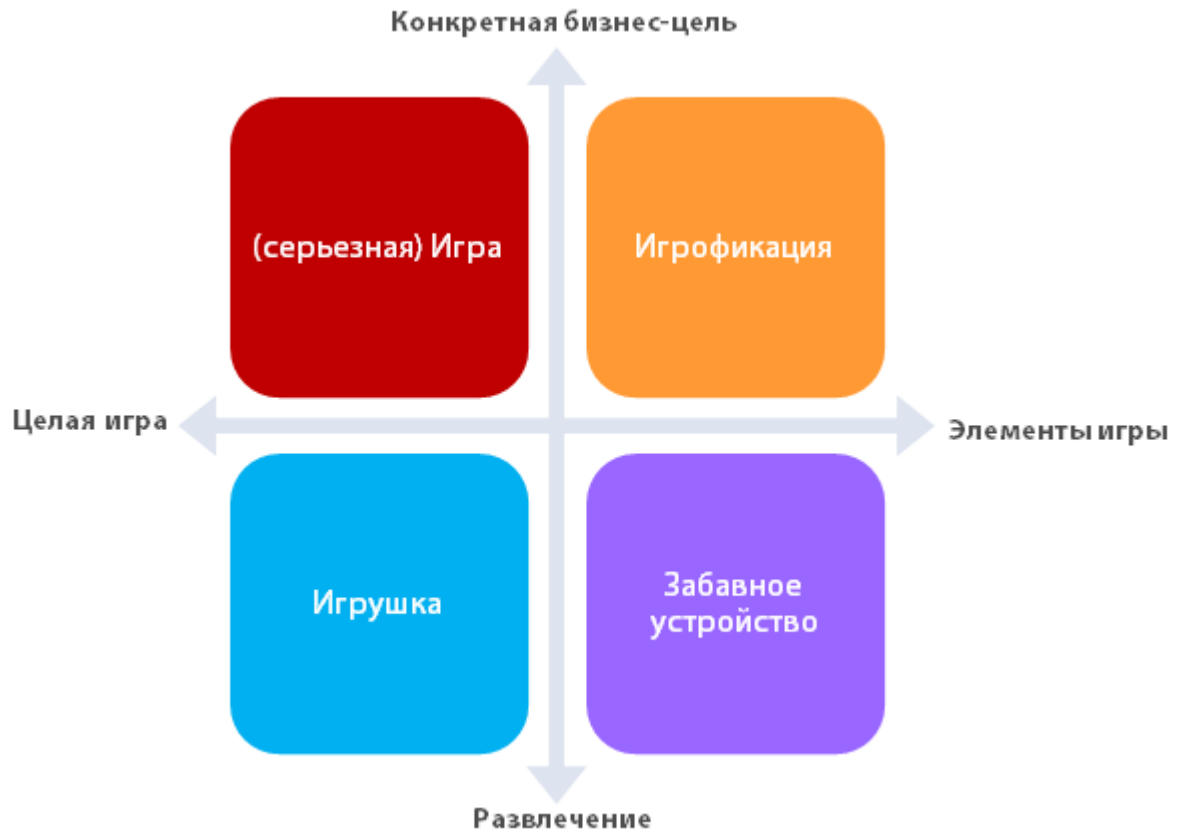 Конкретная бизнес-цель
(серьезная) Игра
Игрофикация
Целая игра
Элементы игры
Игрушка
Забавное
устройство
Развлечение